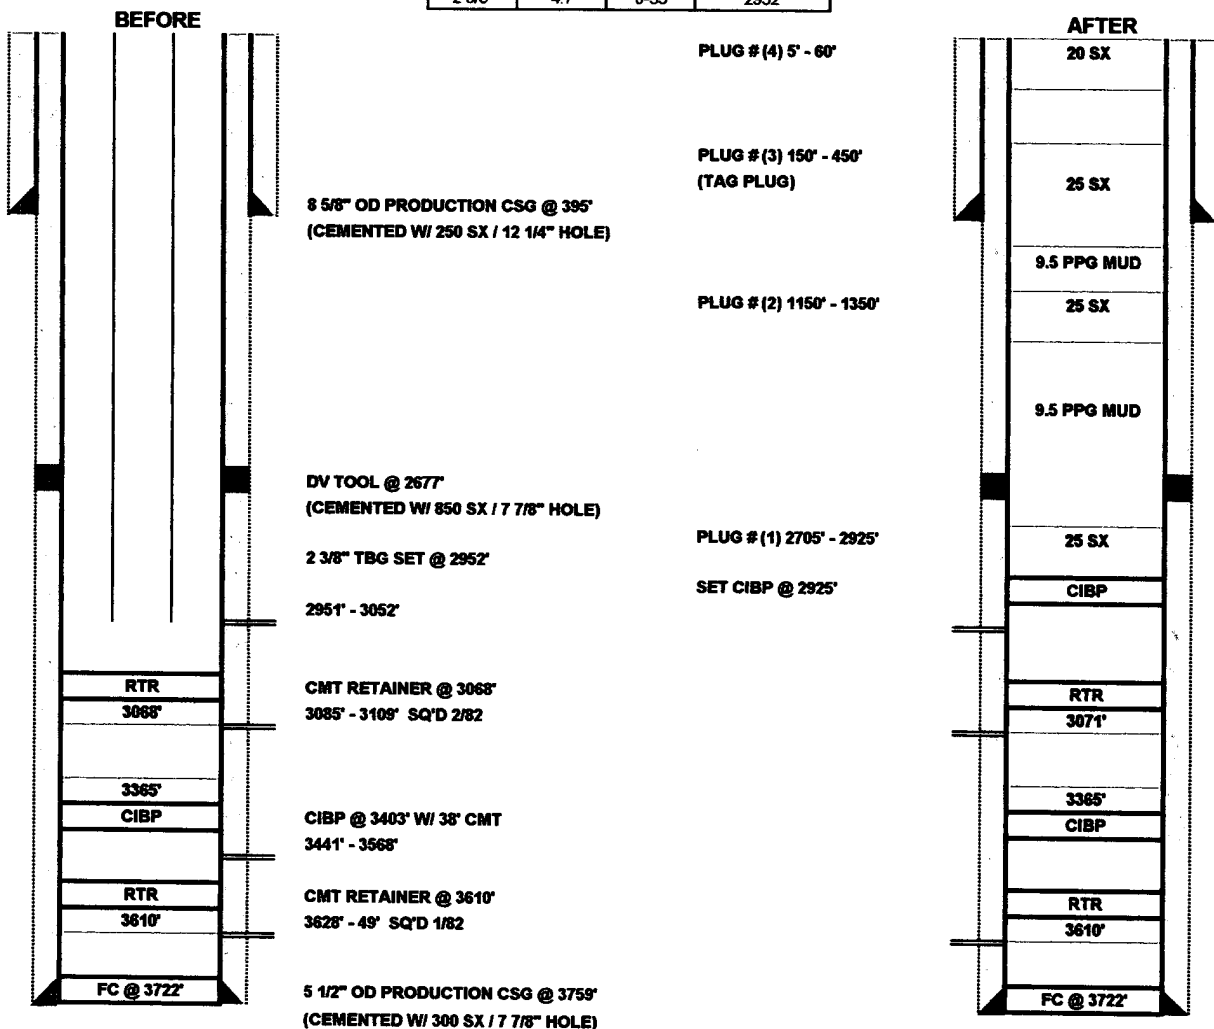 BEFORE
AFTER
PLUG # (4) 5' - 60'
20 SX
PLUG # (3) 150' - 450'
(TAG PLUG)
25 SX
8 5/8" OD PRODUCTION CSG @ 395'
(CEMENTED W/ 250 SX / 12 1/4" HOLE)
9.5 PPG MUD
PLUG # (2) 1150' - 1350'
25 SX
9.5 PPG MUD
DV TOOL @ 2677'
(CEMENTED W/ 850 SX / 7 7/8" HOLE)
PLUG # (1) 2705' - 2925'
25 SX
2 3/8" TBG SET @ 2952'
SET CIBP @ 2925'
CIBP
2951' - 3052'
RTR
CMT RETAINER @ 3068'
RTR
3068'
3085' - 3109' SQ'D 2/82
3071'
3365'
3365'
CIBP
CIBP @ 3403' W/ 38' CMT
CIBP
3441' - 3568'
RTR
CMT RETAINER @ 3610'
RTR
3610'
3628' - 49' SQ'D 1/82
3610'
FC @ 3722'
5 1/2" OD PRODUCTION CSG @ 3759'
FC @ 3722'
(CEMENTED W/ 300 SX / 7 7/8" HOLE)